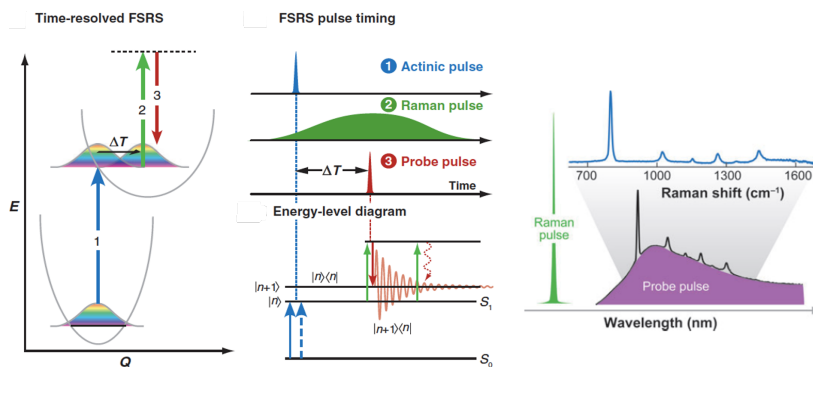 Time-resolved FSRS
E
Q
1
2
3
ΔT
FSRS pulse timing
1 Actinic pulse
2 Raman pulse
3 Probe pulse
ΔT
Time
Energy-level diagram
|n⟩⟨n|
|n+1⟩
|n⟩
S₁
|n+1⟩⟨n|
S₀
Raman
pulse
700 1000 1300 1600
Raman shift (cm⁻¹)
Probe pulse
Wavelength (nm)